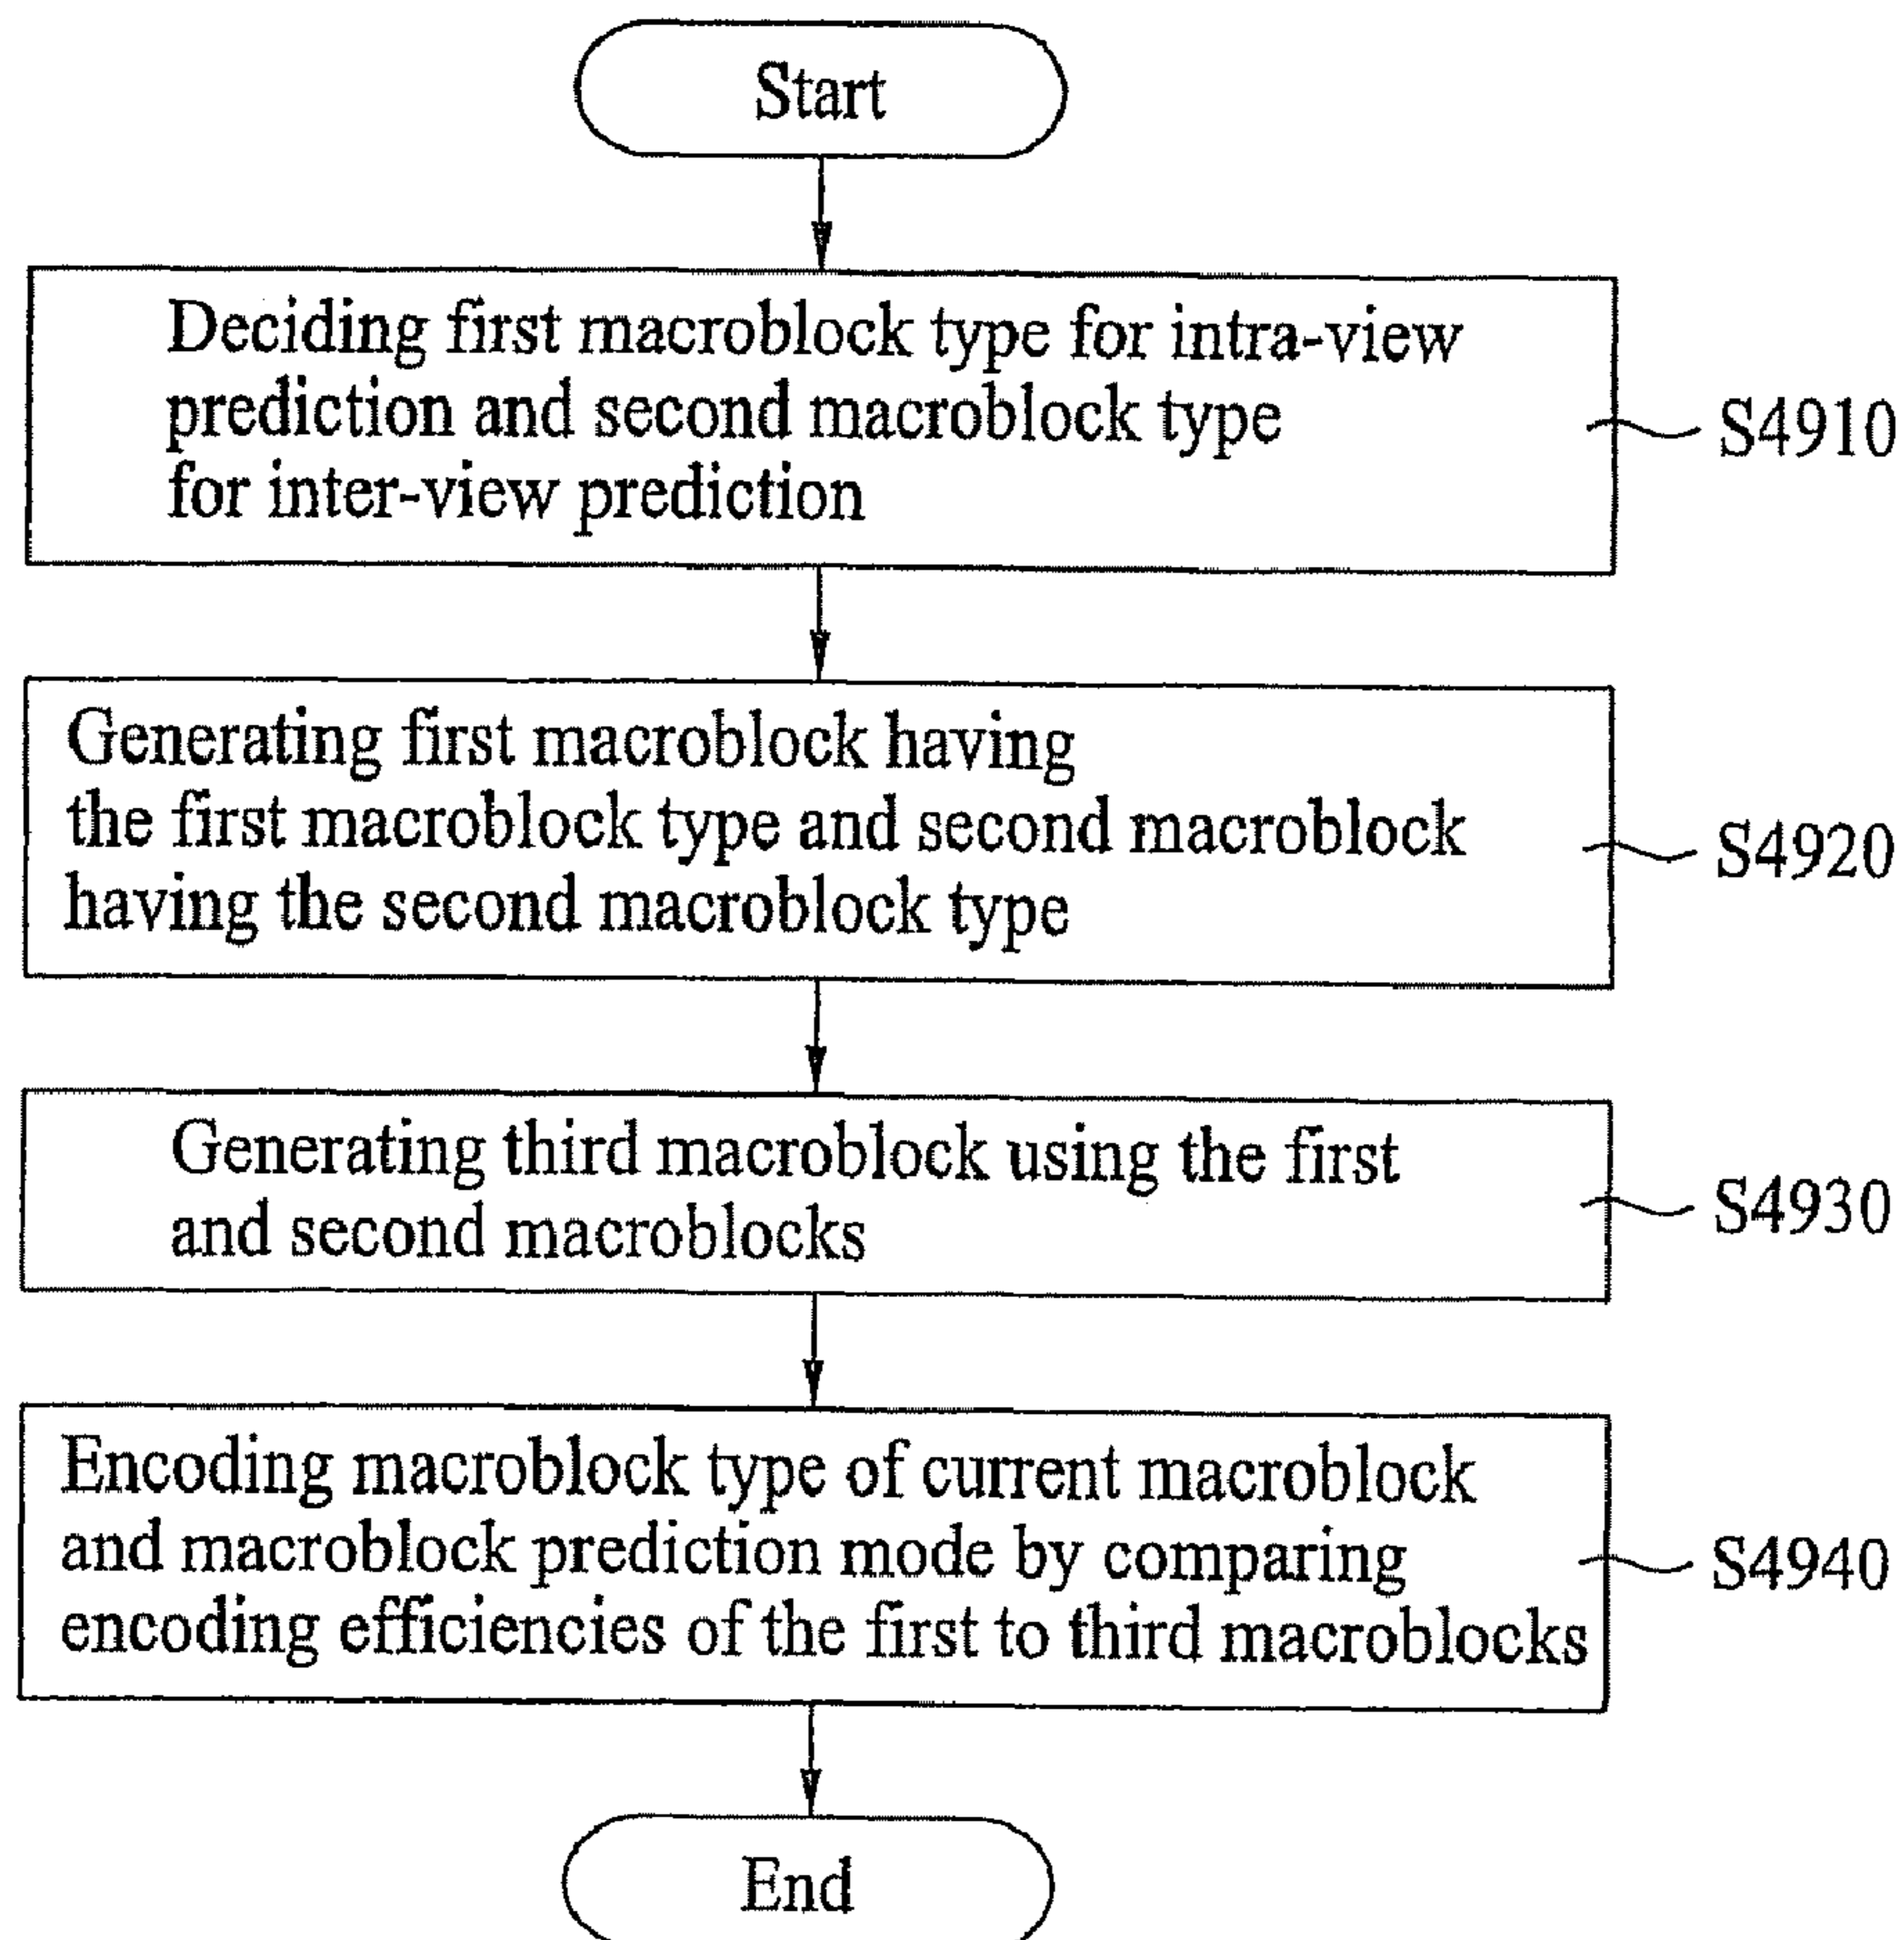 Start
Deciding first macroblock type for intra-view
prediction and second macroblock type
for inter-view prediction
S4910
Generating first macroblock having
the first macroblock type and second macroblock
having the second macroblock type
S4920
Generating third macroblock using the first
and second macroblocks
S4930
Encoding macroblock type of current macroblock
and macroblock prediction mode by comparing
encoding efficiencies of the first to third macroblocks
S4940
End